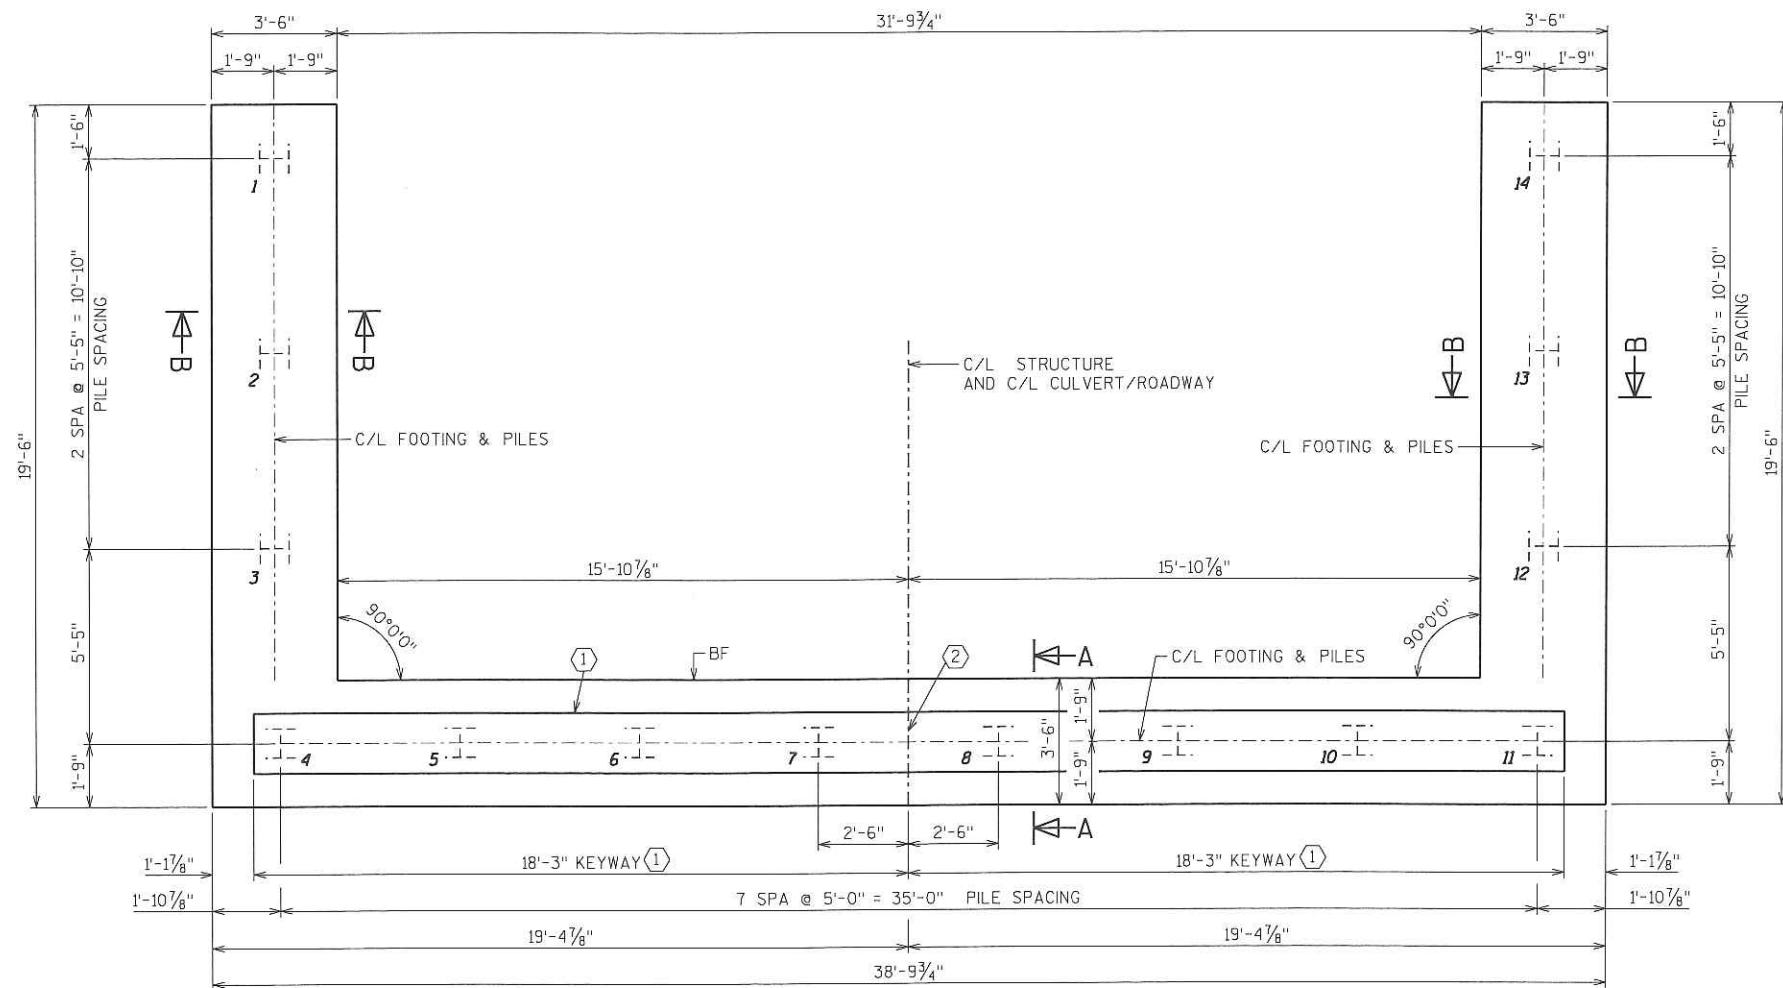 3'-6"
31'-9¾"
3'-6"
1'-9"
1'-9"
1'-9"
1'-9"
1'-6"
1'-6"
1
14
2 SPA @ 5'-5" = 10'-10"
PILE SPACING
2 SPA @ 5'-5" = 10'-10"
PILE SPACING
B
B
B
B
2
13
C/L STRUCTURE
AND C/L CULVERT/ROADWAY
19'-6"
19'-6"
C/L FOOTING & PILES
C/L FOOTING & PILES
3
12
15'-10⅞"
15'-10⅞"
90°0'0"
90°0'0"
5'-5"
5'-5"
1
BF
2
A
C/L FOOTING & PILES
1'-9"
3'-6"
1'-9"
4
5
6
7
8
9
10
11
1'-9"
1'-9"
A
2'-6"
2'-6"
1'-1⅞"
18'-3" KEYWAY 1
18'-3" KEYWAY 1
1'-1⅞"
1'-10⅞"
7 SPA @ 5'-0" = 35'-0" PILE SPACING
1'-10⅞"
19'-4⅞"
19'-4⅞"
38'-9¾"